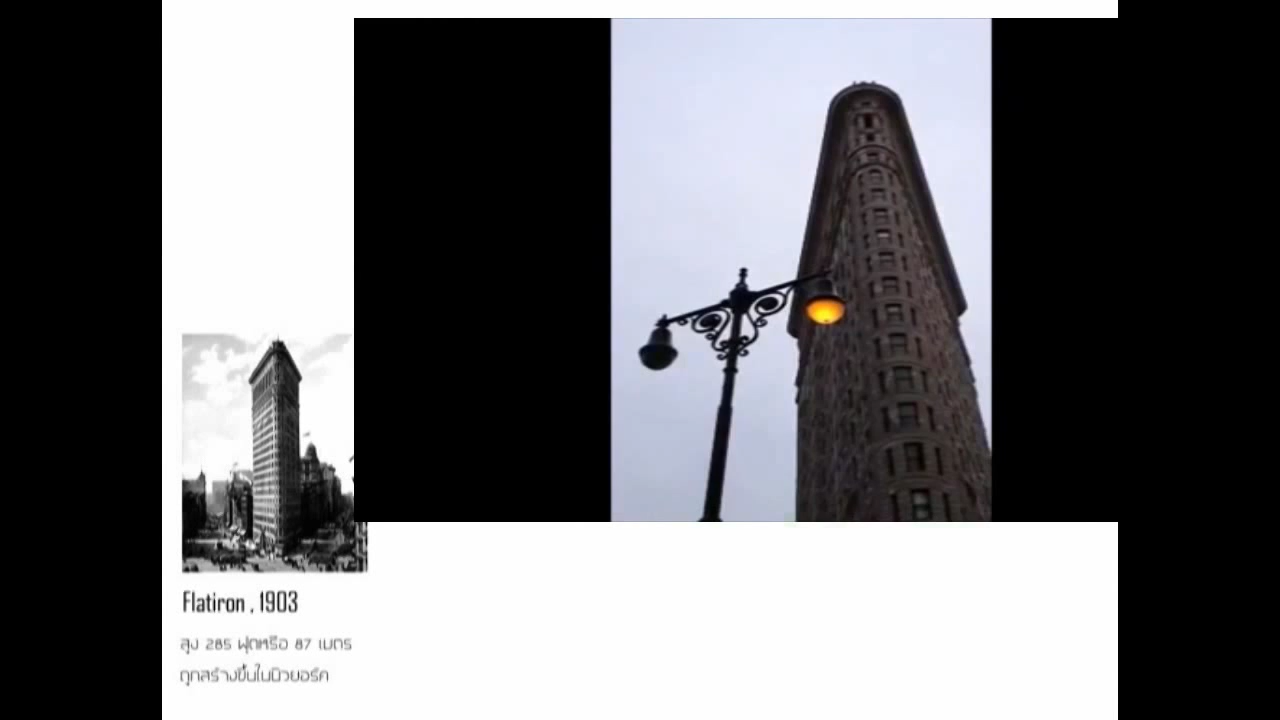 Flatiron , 1903
สูง 285 ฟุตหรือ 87 เมตร
ถูกสร้างขึ้นในนิวยอร์ค